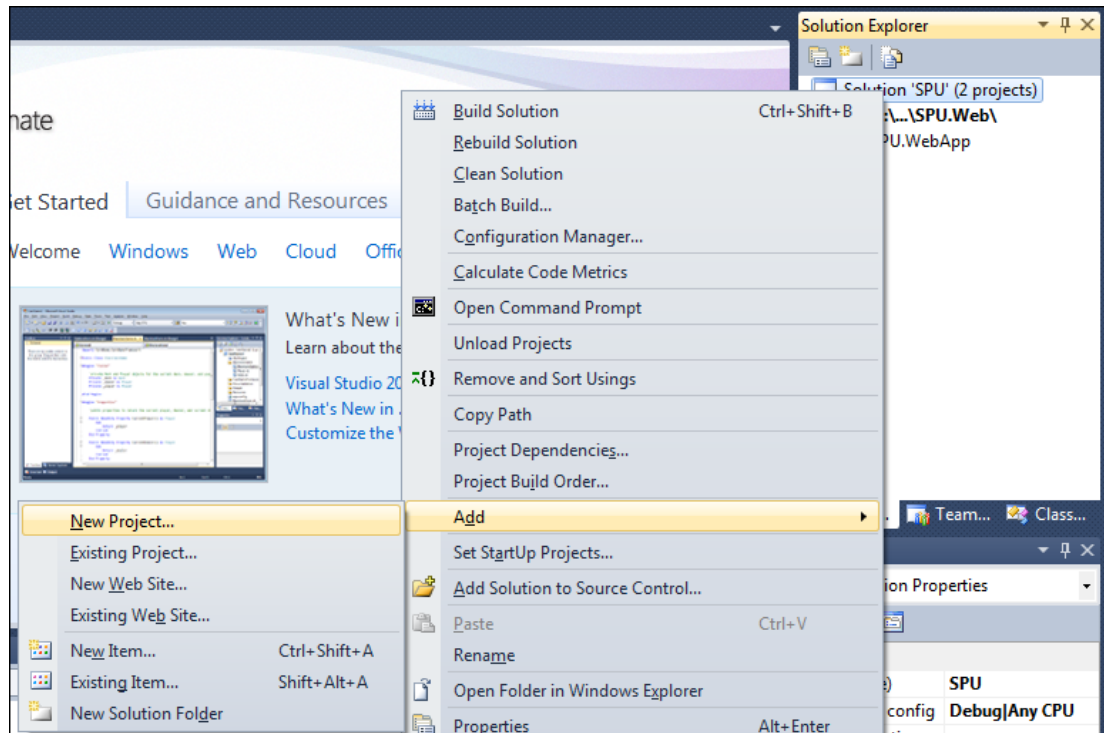 Solution Explorer
Solution 'SPU' (2 projects)
:\...\SPU.Web\
PU.WebApp
nate
Get Started
Guidance and Resources
Welcome Windows Web Cloud Offic
What's New i
Learn about the
Visual Studio 20
What's New in .
Customize the
Build Solution Ctrl+Shift+B
Rebuild Solution
Clean Solution
Batch Build...
Configuration Manager...
Calculate Code Metrics
Open Command Prompt
Unload Projects
Remove and Sort Usings
Copy Path
Project Dependencies...
Project Build Order...
Add
Set StartUp Projects...
Add Solution to Source Control...
Paste Ctrl+V
Rename
Open Folder in Windows Explorer
Properties Alt+Enter
New Project...
Existing Project...
New Web Site...
Existing Web Site...
New Item... Ctrl+Shift+A
Existing Item... Shift+Alt+A
New Solution Folder
Team... Class...
ion Properties
e) SPU
config Debug|Any CPU